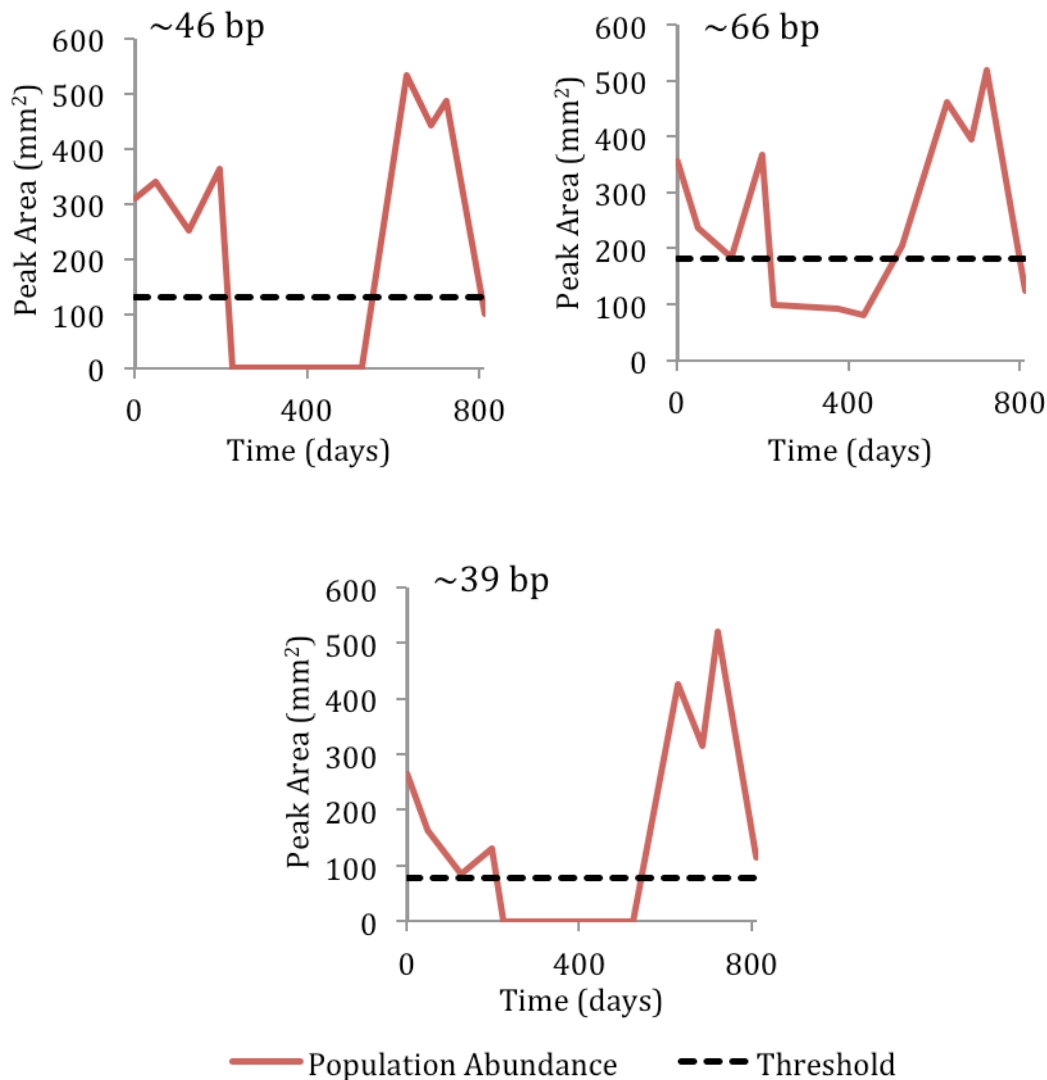 ~46 bp
600
500
400
300
200
100
0
Peak Area (mm²)
0 400 800
Time (days)
~66 bp
600
500
400
300
200
100
0
Peak Area (mm²)
0 400 800
Time (days)
~39 bp
600
500
400
300
200
100
0
Peak Area (mm²)
0 400 800
Time (days)
Population Abundance Threshold